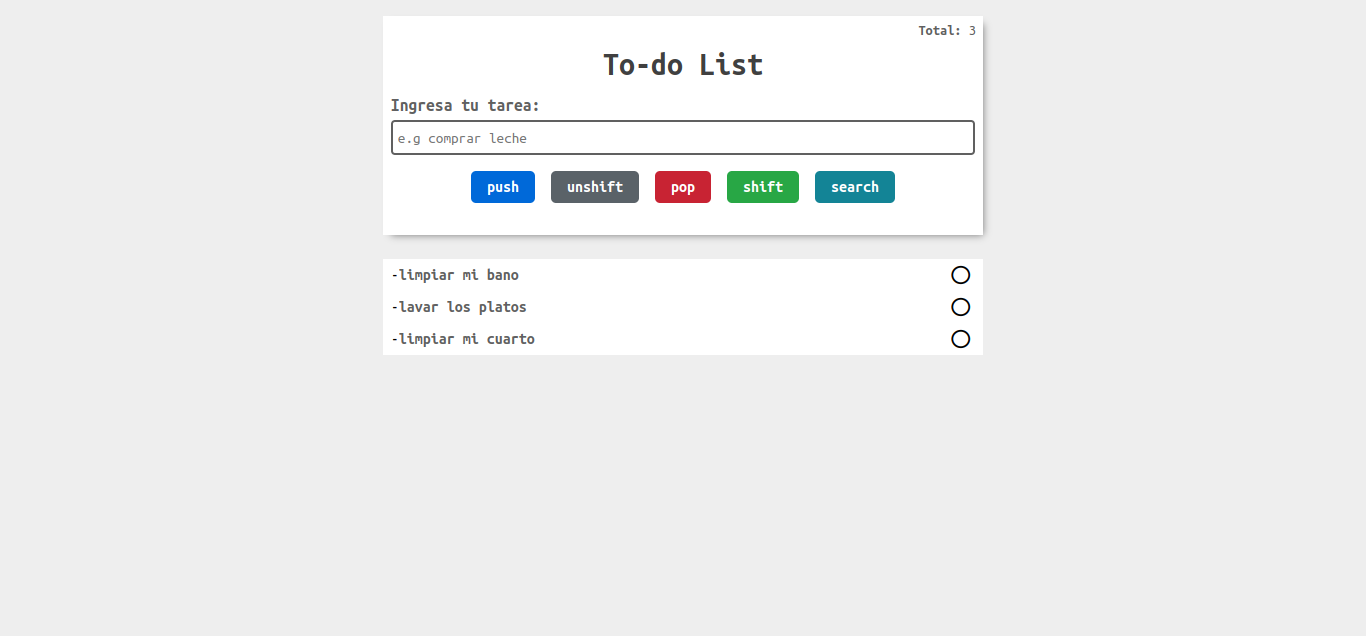 Total: 3
To-do List
Ingresa tu tarea:
e.g comprar leche
push unshift pop shift search
-limpiar mi bano
-lavar los platos
-limpiar mi cuarto